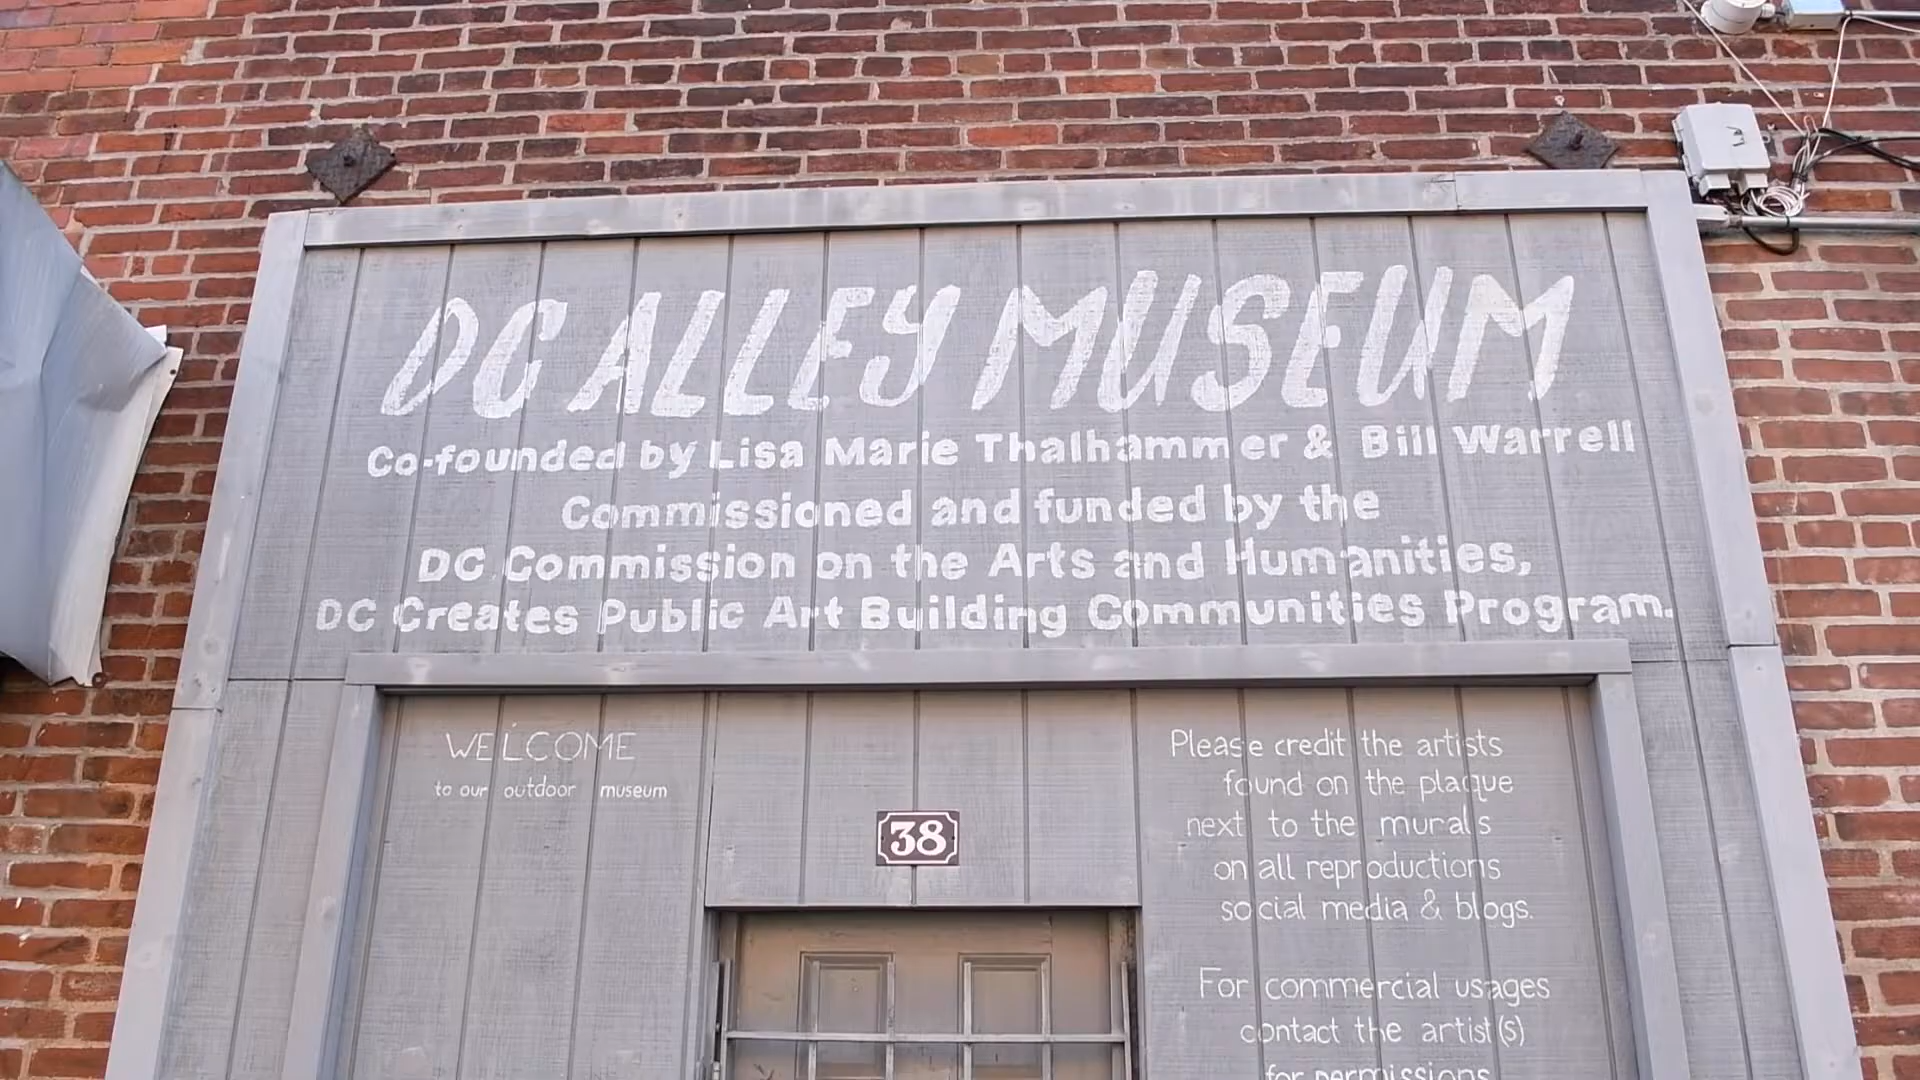 DC ALLEY MUSEUM
Co-founded by Lisa Marie Thalhammer & Bill Warrell
Commissioned and funded by the
DC Commission on the Arts and Humanities,
DC Creates Public Art Building Communities Program.
WELCOME
to our outdoor museum
38
Please credit the artists
found on the plaque
next to the murals
on all reproductions
social media & blogs.
For commercial usages
contact the artist(s)
for permissions